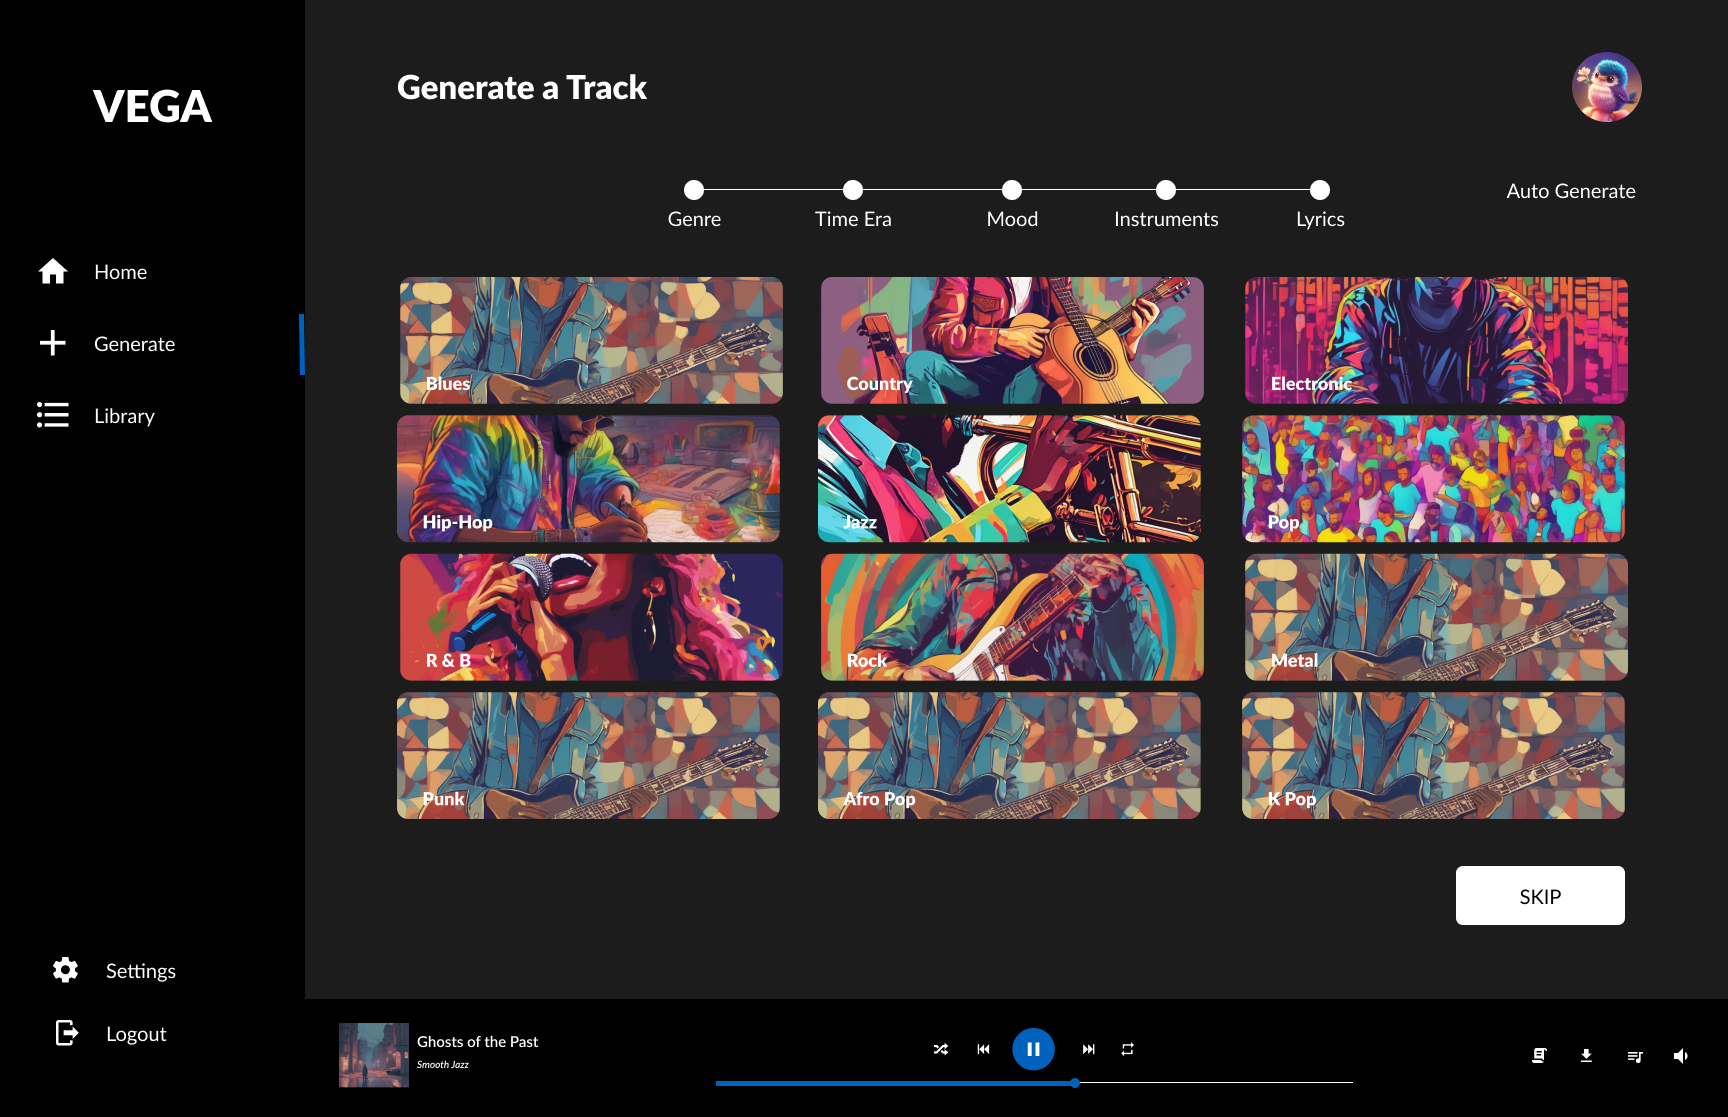 VEGA
Generate a Track
Genre
Time Era
Mood
Instruments
Lyrics
Auto Generate
Home
Generate
Library
Blues
Country
Electronic
Hip-Hop
Jazz
Pop
R & B
Rock
Metal
Punk
Afro Pop
K Pop
SKIP
Settings
Logout
Ghosts of the Past
Smooth Jazz